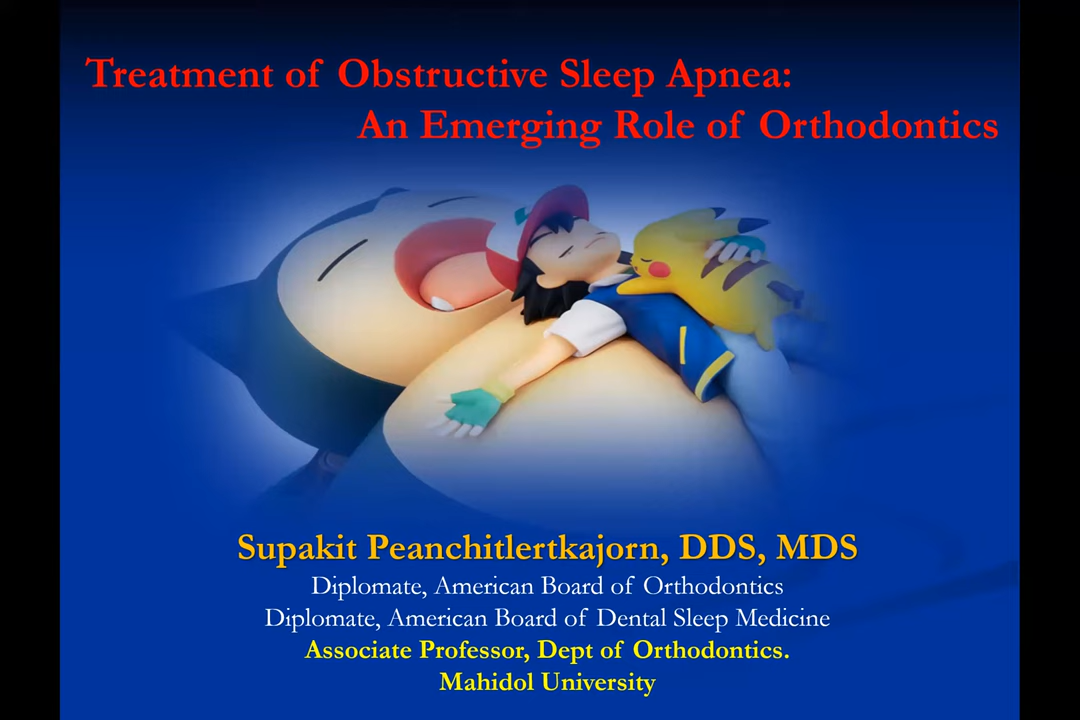 Treatment of Obstructive Sleep Apnea:
An Emerging Role of Orthodontics
Supakit Peanchitlertkajorn, DDS, MDS
Diplomate, American Board of Orthodontics
Diplomate, American Board of Dental Sleep Medicine
Associate Professor, Dept of Orthodontics.
Mahidol University